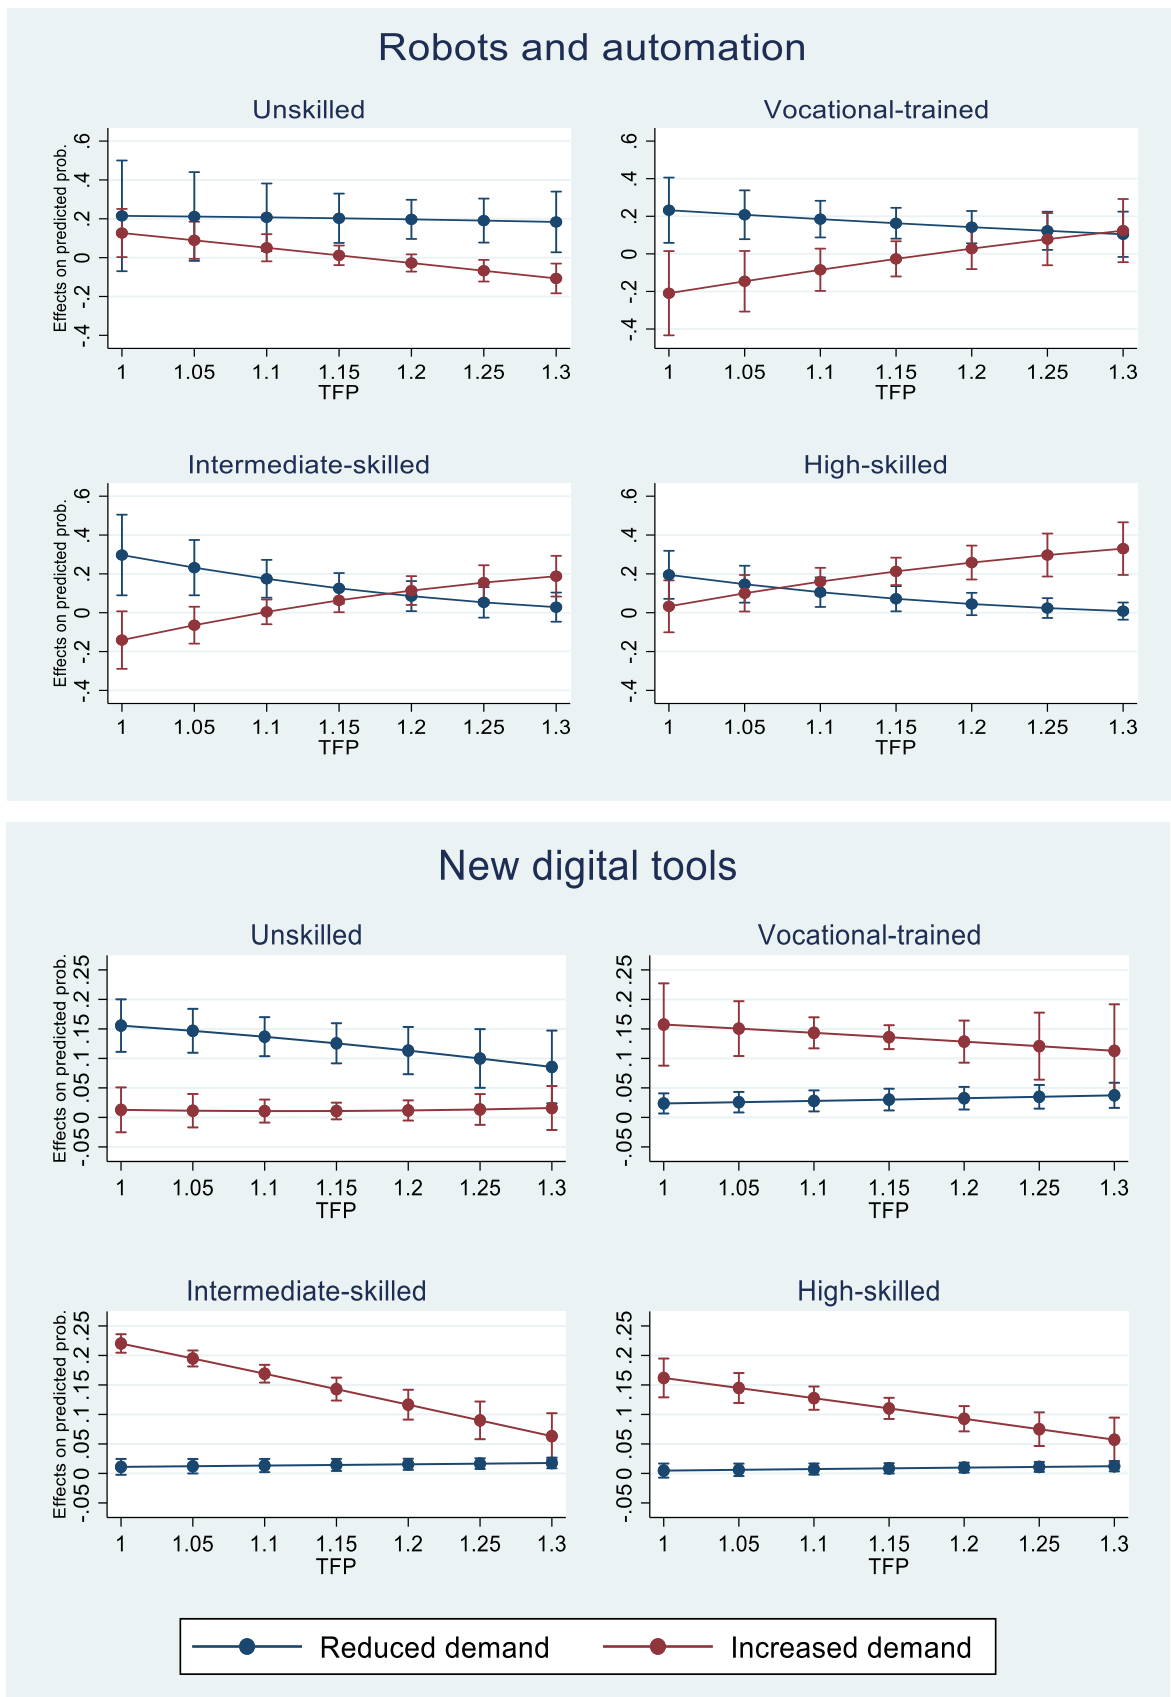 Robots and automation
Unskilled
Vocational-trained
Effects on predicted prob.
.6
.4
.2
0
-.2
-.4
1 1.05 1.1 1.15 1.2 1.25 1.3
TFP
.6
.4
.2
0
-.2
-.4
1 1.05 1.1 1.15 1.2 1.25 1.3
TFP
Intermediate-skilled
High-skilled
Effects on predicted prob.
.6
.4
.2
0
-.2
-.4
1 1.05 1.1 1.15 1.2 1.25 1.3
TFP
.6
.4
.2
0
-.2
-.4
1 1.05 1.1 1.15 1.2 1.25 1.3
TFP
New digital tools
Unskilled
Vocational-trained
Effects on predicted prob.
-.05 0 .05 .1 .15 .2 .25
1 1.05 1.1 1.15 1.2 1.25 1.3
TFP
-.05 0 .05 .1 .15 .2 .25
1 1.05 1.1 1.15 1.2 1.25 1.3
TFP
Intermediate-skilled
High-skilled
Effects on predicted prob.
-.05 0 .05 .1 .15 .2 .25
1 1.05 1.1 1.15 1.2 1.25 1.3
TFP
-.05 0 .05 .1 .15 .2 .25
1 1.05 1.1 1.15 1.2 1.25 1.3
TFP
Reduced demand
Increased demand